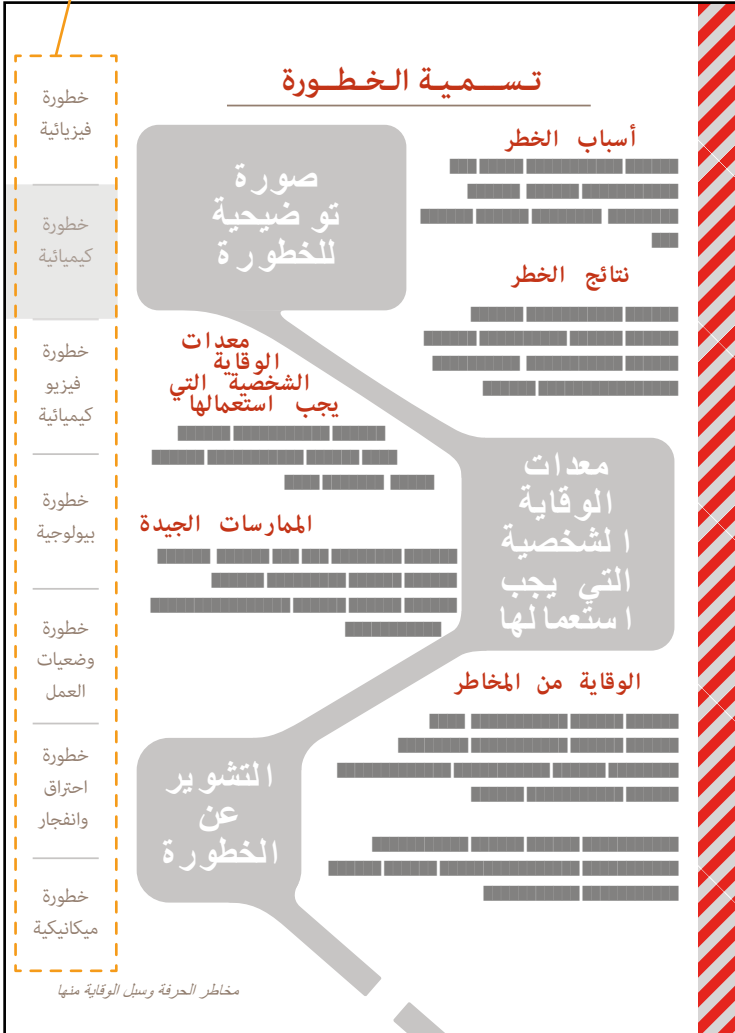 تـســـمـيـة الـخـطــورة
أسباب الخطر
صورة
توضيحية
للخطورة
نتائج الخطر
معدات
الوقاية
الشخصية التي
يجب استعمالها
معدات
الوقاية
الشخصية
التي يجب
استعمالها
الممارسات الجيدة
الوقاية من المخاطر
التشوير
عن
الخطورة
خطورة
فيزيائية
خطورة
كيميائية
خطورة
فيزيو
كيميائية
خطورة
بيولوجية
خطورة
وضعيات
العمل
خطورة
احتراق
وانفجار
خطورة
ميكانيكية
مخاطر الحرفة وسبل الوقاية منها